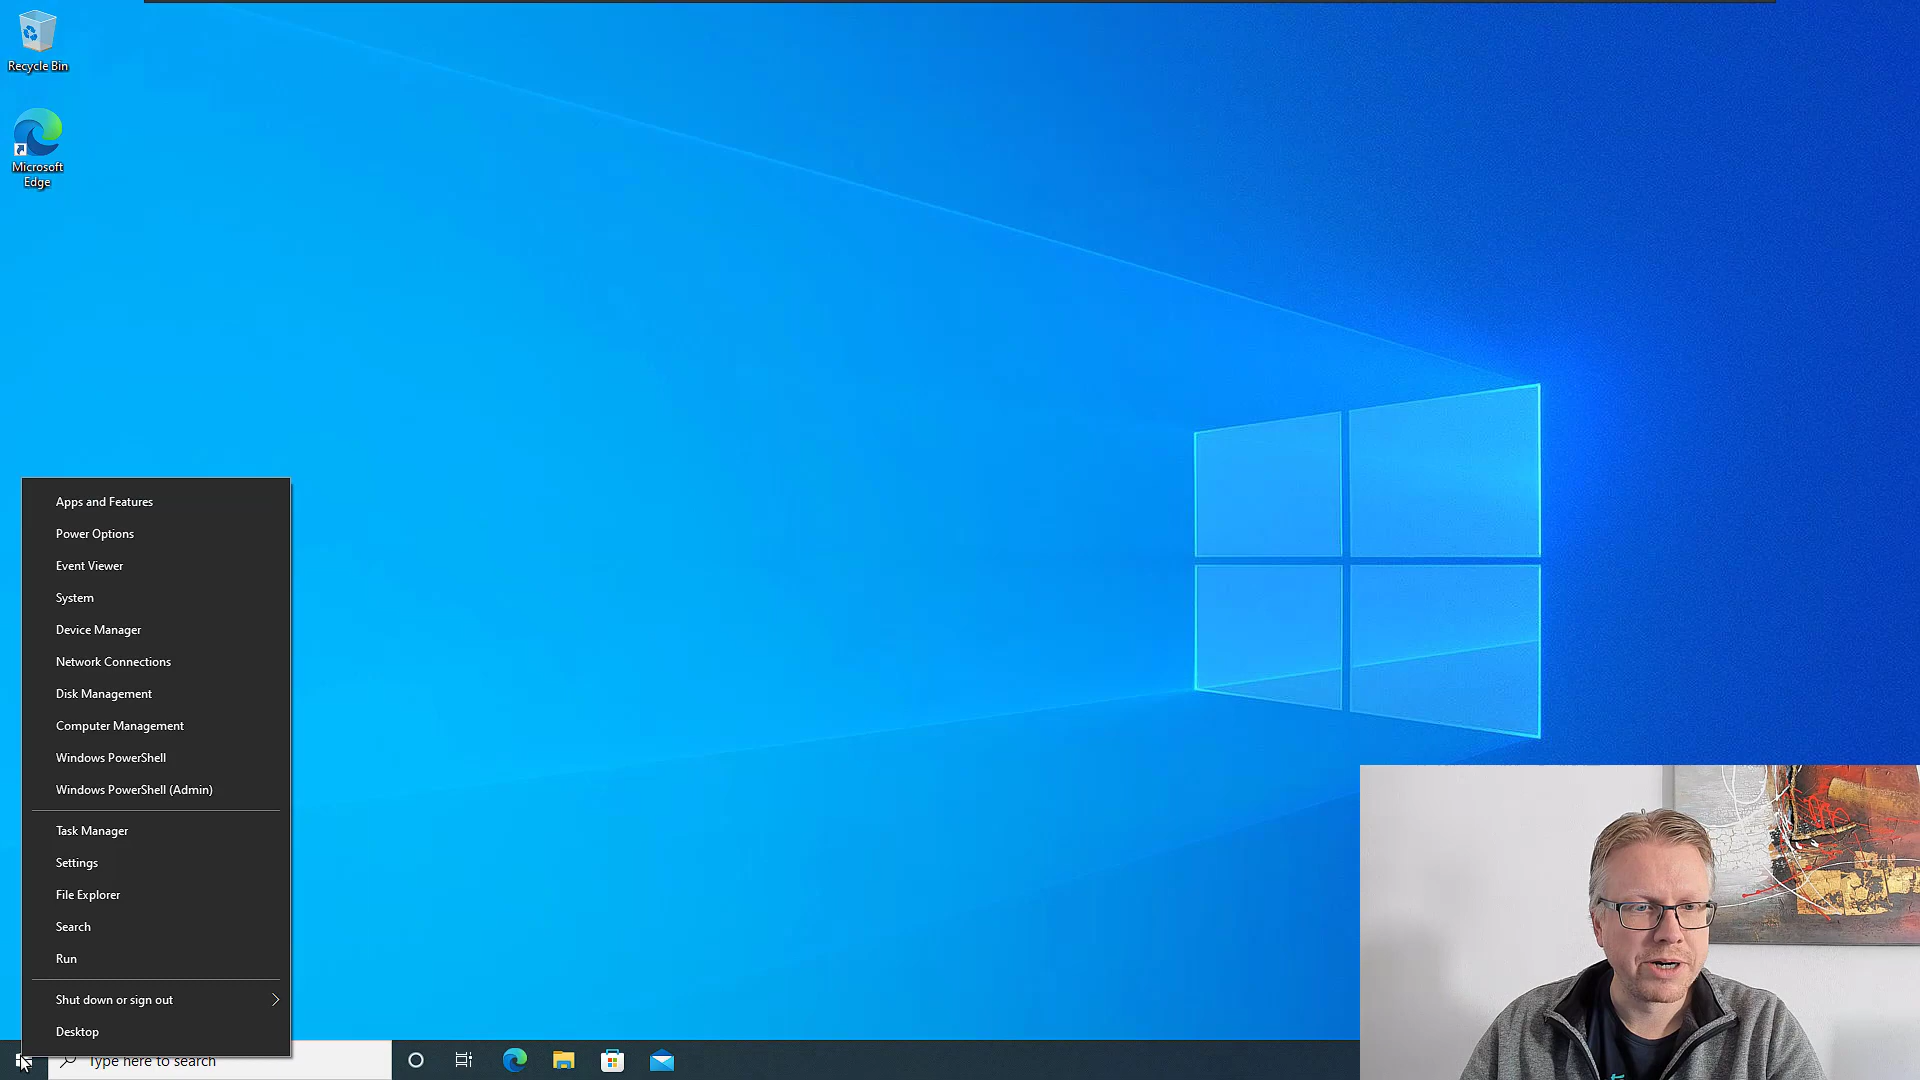 Recycle Bin
Microsoft
Edge
Apps and Features
Power Options
Event Viewer
System
Device Manager
Network Connections
Disk Management
Computer Management
Windows PowerShell
Windows PowerShell (Admin)
Task Manager
Settings
File Explorer
Search
Run
Shut down or sign out
Desktop
Type here to search